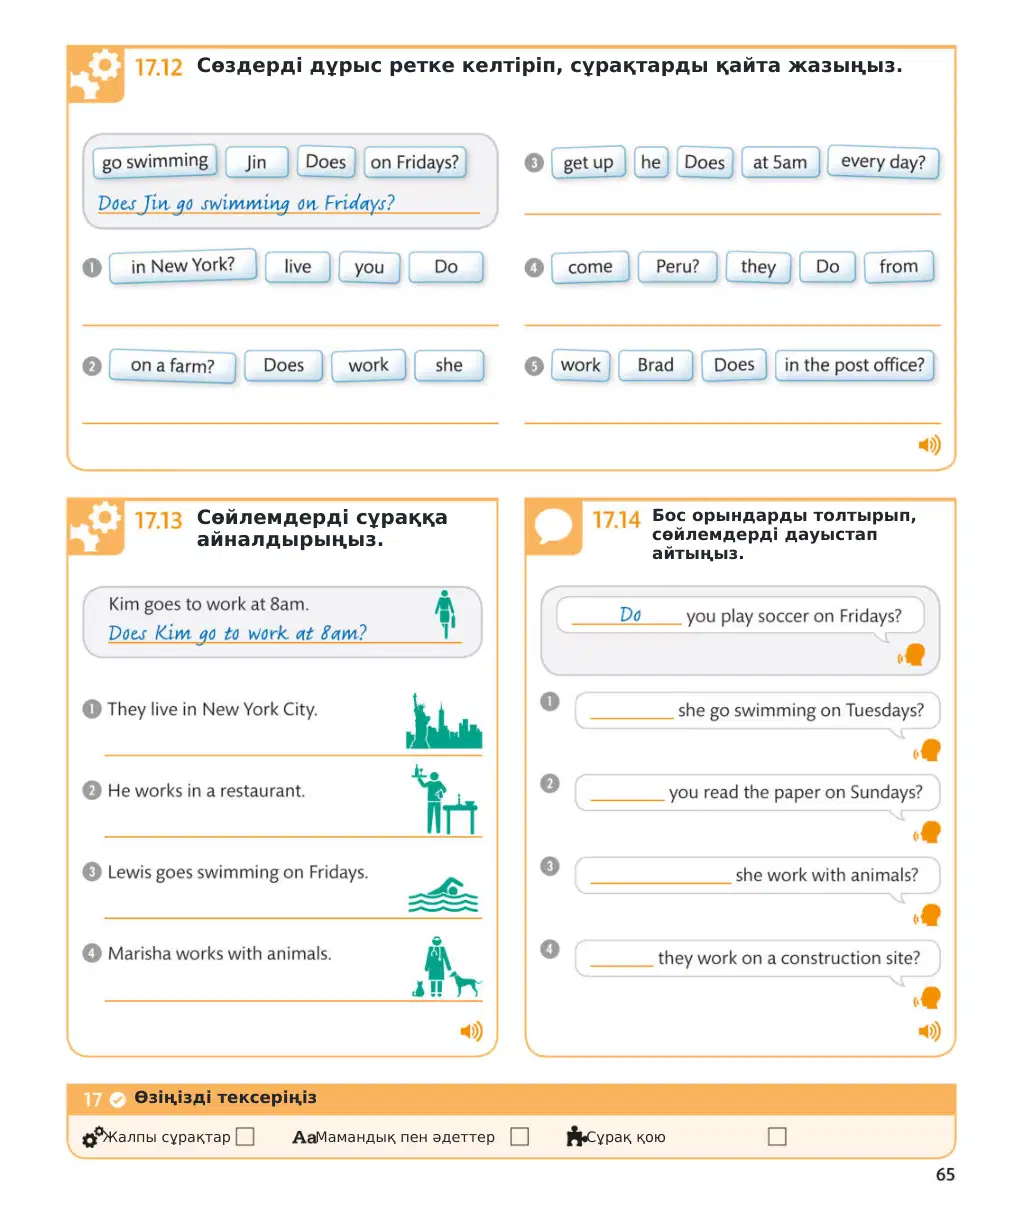 17.12 Сөздерді дұрыс ретке келтіріп, сұрақтарды қайта жазыңыз.
go swimming Jin Does on Fridays?
Does Jin go swimming on Fridays?
1 in New York? live you Do
2 on a farm? Does work she
3 get up he Does at 5am every day?
4 come Peru? they Do from
5 work Brad Does in the post office?
17.13 Сөйлемдерді сұраққа
айналдырыңыз.
Kim goes to work at 8am.
Does Kim go to work at 8am?
1 They live in New York City.
2 He works in a restaurant.
3 Lewis goes swimming on Fridays.
4 Marisha works with animals.
17.14 Бос орындарды толтырып,
сөйлемдерді дауыстап
айтыңыз.
Do you play soccer on Fridays?
1 she go swimming on Tuesdays?
2 you read the paper on Sundays?
3 she work with animals?
4 they work on a construction site?
17 Өзіңізді тексеріңіз
Жалпы сұрақтар Aa Мамандық пен әдеттер Сұрақ қою
65